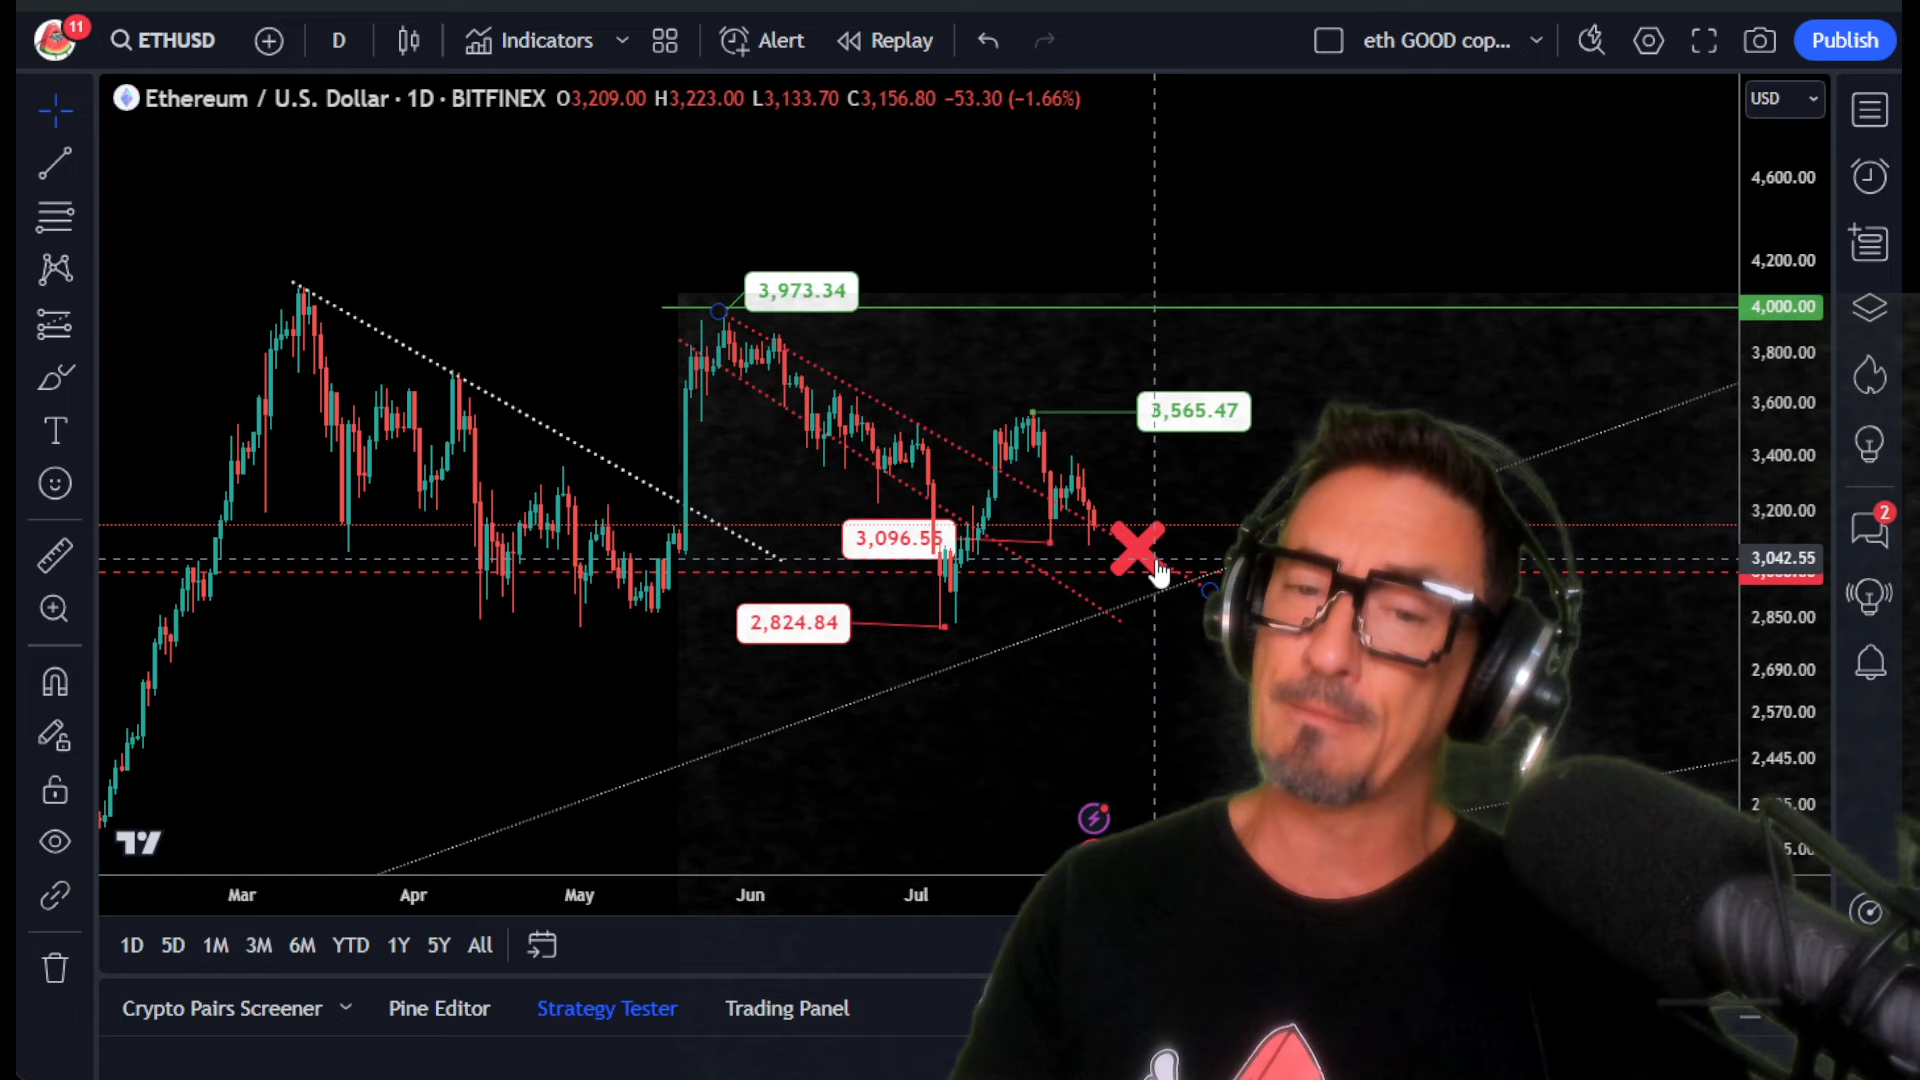 11
ETHUSD
D
Indicators
Alert
Replay
eth GOOD cop...
Publish
Ethereum / U.S. Dollar · 1D · BITFINEX O3,209.00 H3,223.00 L3,133.70 C3,156.80 −53.30 (−1.66%)
USD
4,600.00
4,200.00
3,973.34
4,000.00
3,800.00
3,565.47
3,600.00
3,400.00
3,200.00
2
3,096.55
3,042.55
2,824.84
2,850.00
2,690.00
2,570.00
2,445.00
Mar
Apr
May
Jun
Jul
1D 5D 1M 3M 6M YTD 1Y 5Y All
Crypto Pairs Screener
Pine Editor
Strategy Tester
Trading Panel